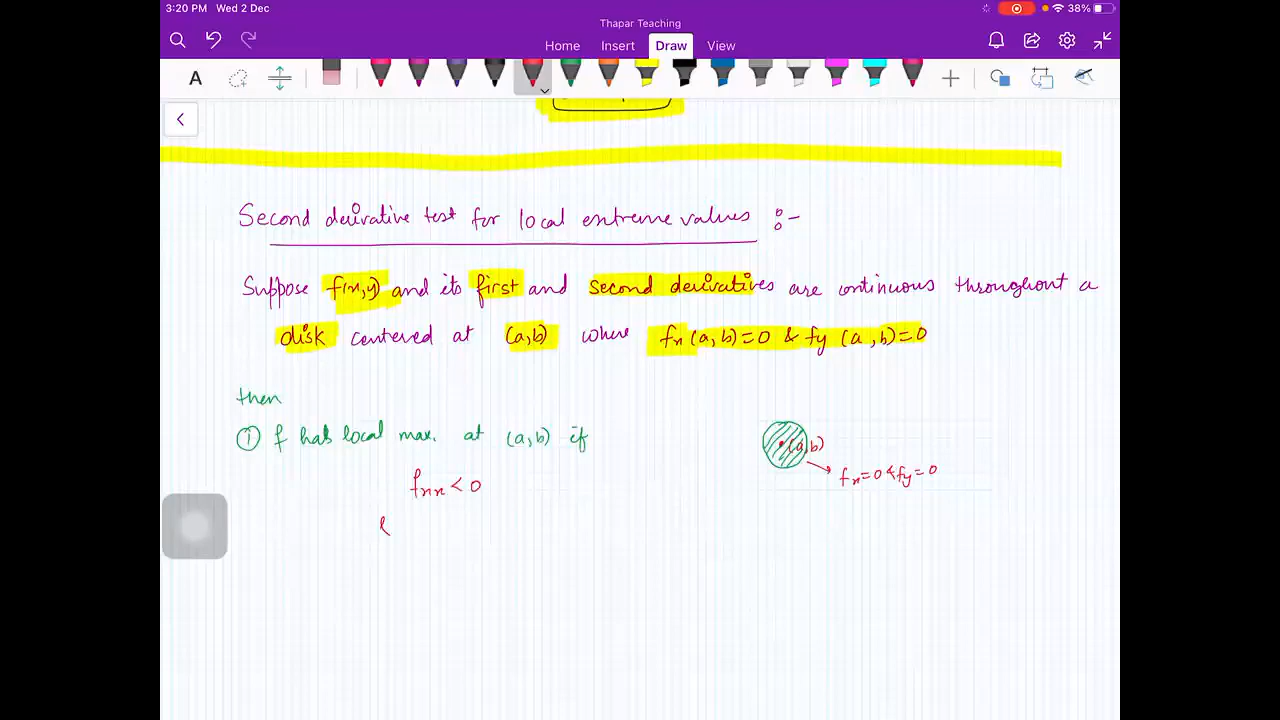 3:20 PM Wed 2 Dec
38%
Thapar Teaching
Home Insert Draw View
A
Second derivative test for local extreme values :-
Suppose f(x,y) and its first and second derivatives are continuous throughout a
disk centered at (a,b) where fx(a,b)=0 & fy(a,b)=0
then
① f has local max. at (a,b) if
(a,b)
fx=0 & fy=0
fxx < 0